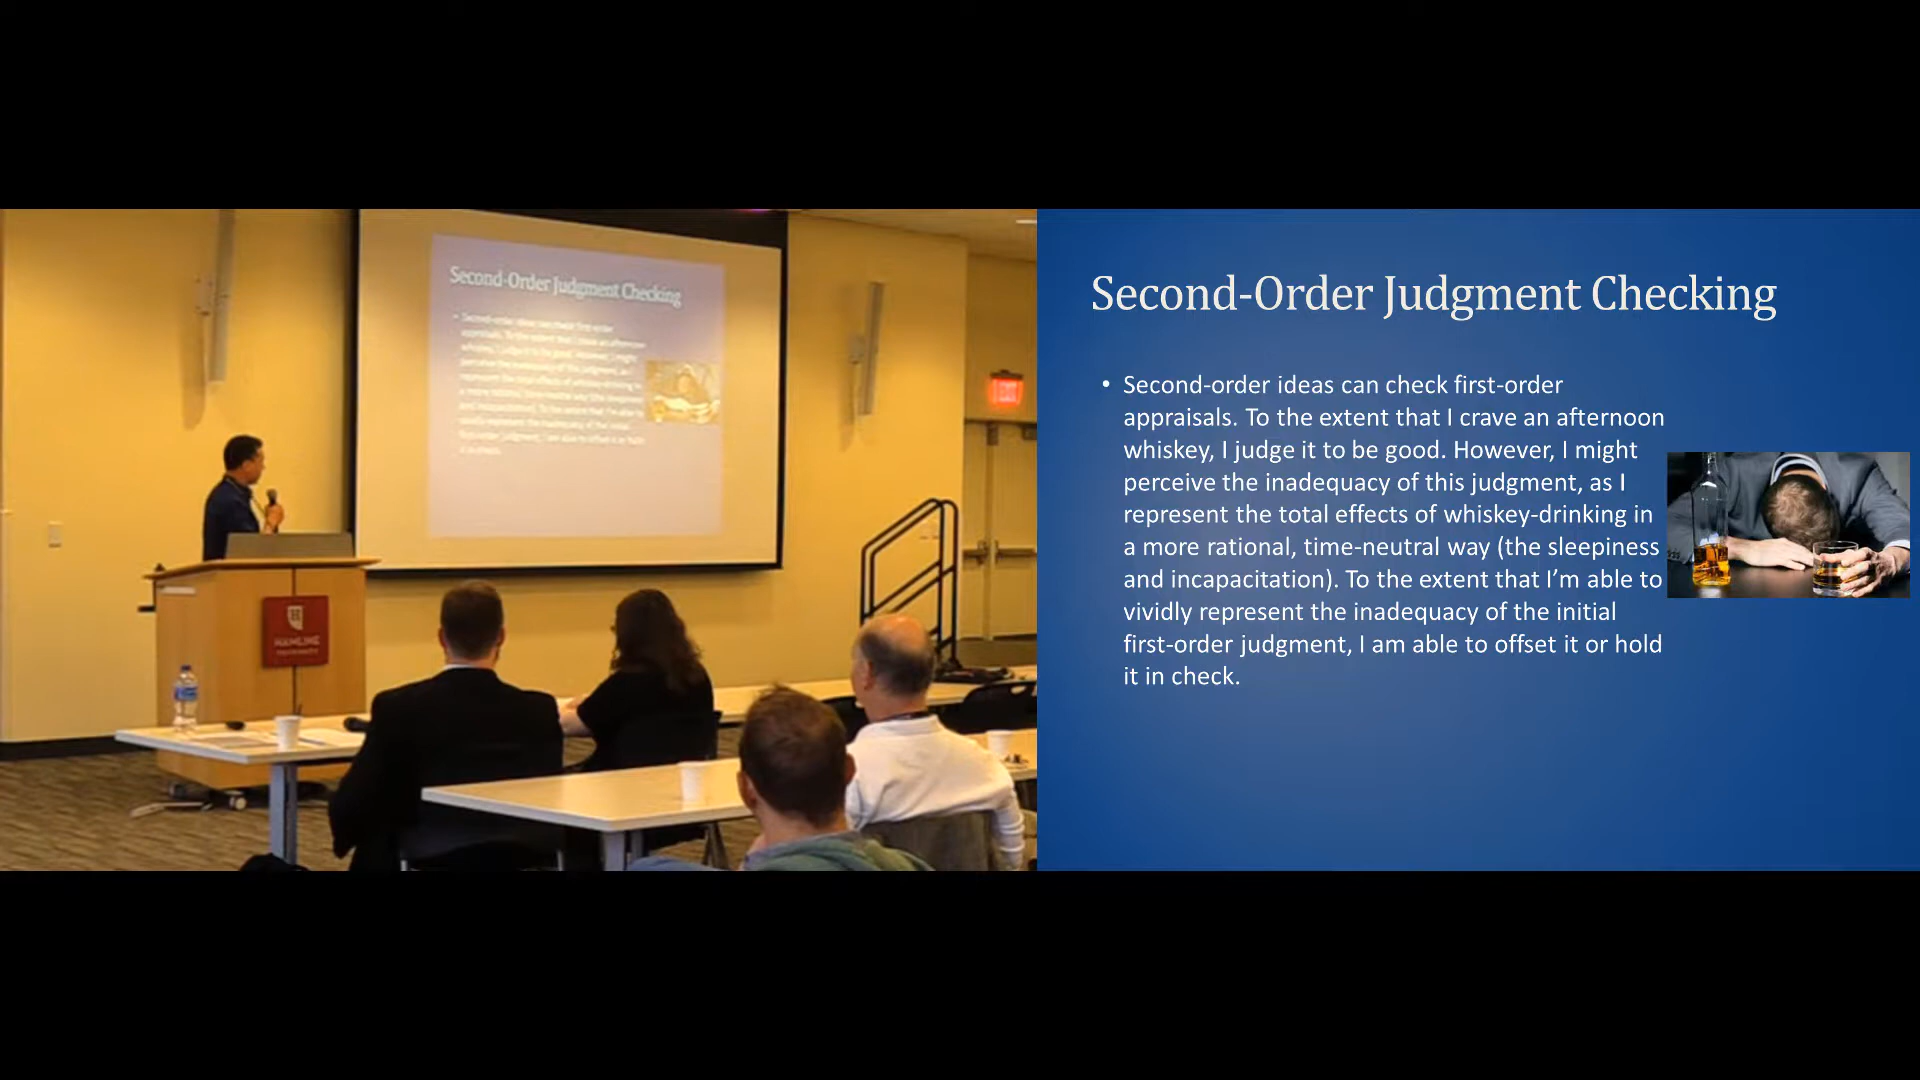 Second-Order Judgment Checking
HAMLINE
UNIVERSITY
EXIT
Second-Order Judgment Checking
• Second-order ideas can check first-order
appraisals. To the extent that I crave an afternoon
whiskey, I judge it to be good. However, I might
perceive the inadequacy of this judgment, as I
represent the total effects of whiskey-drinking in
a more rational, time-neutral way (the sleepiness
and incapacitation). To the extent that I’m able to
vividly represent the inadequacy of the initial
first-order judgment, I am able to offset it or hold
it in check.